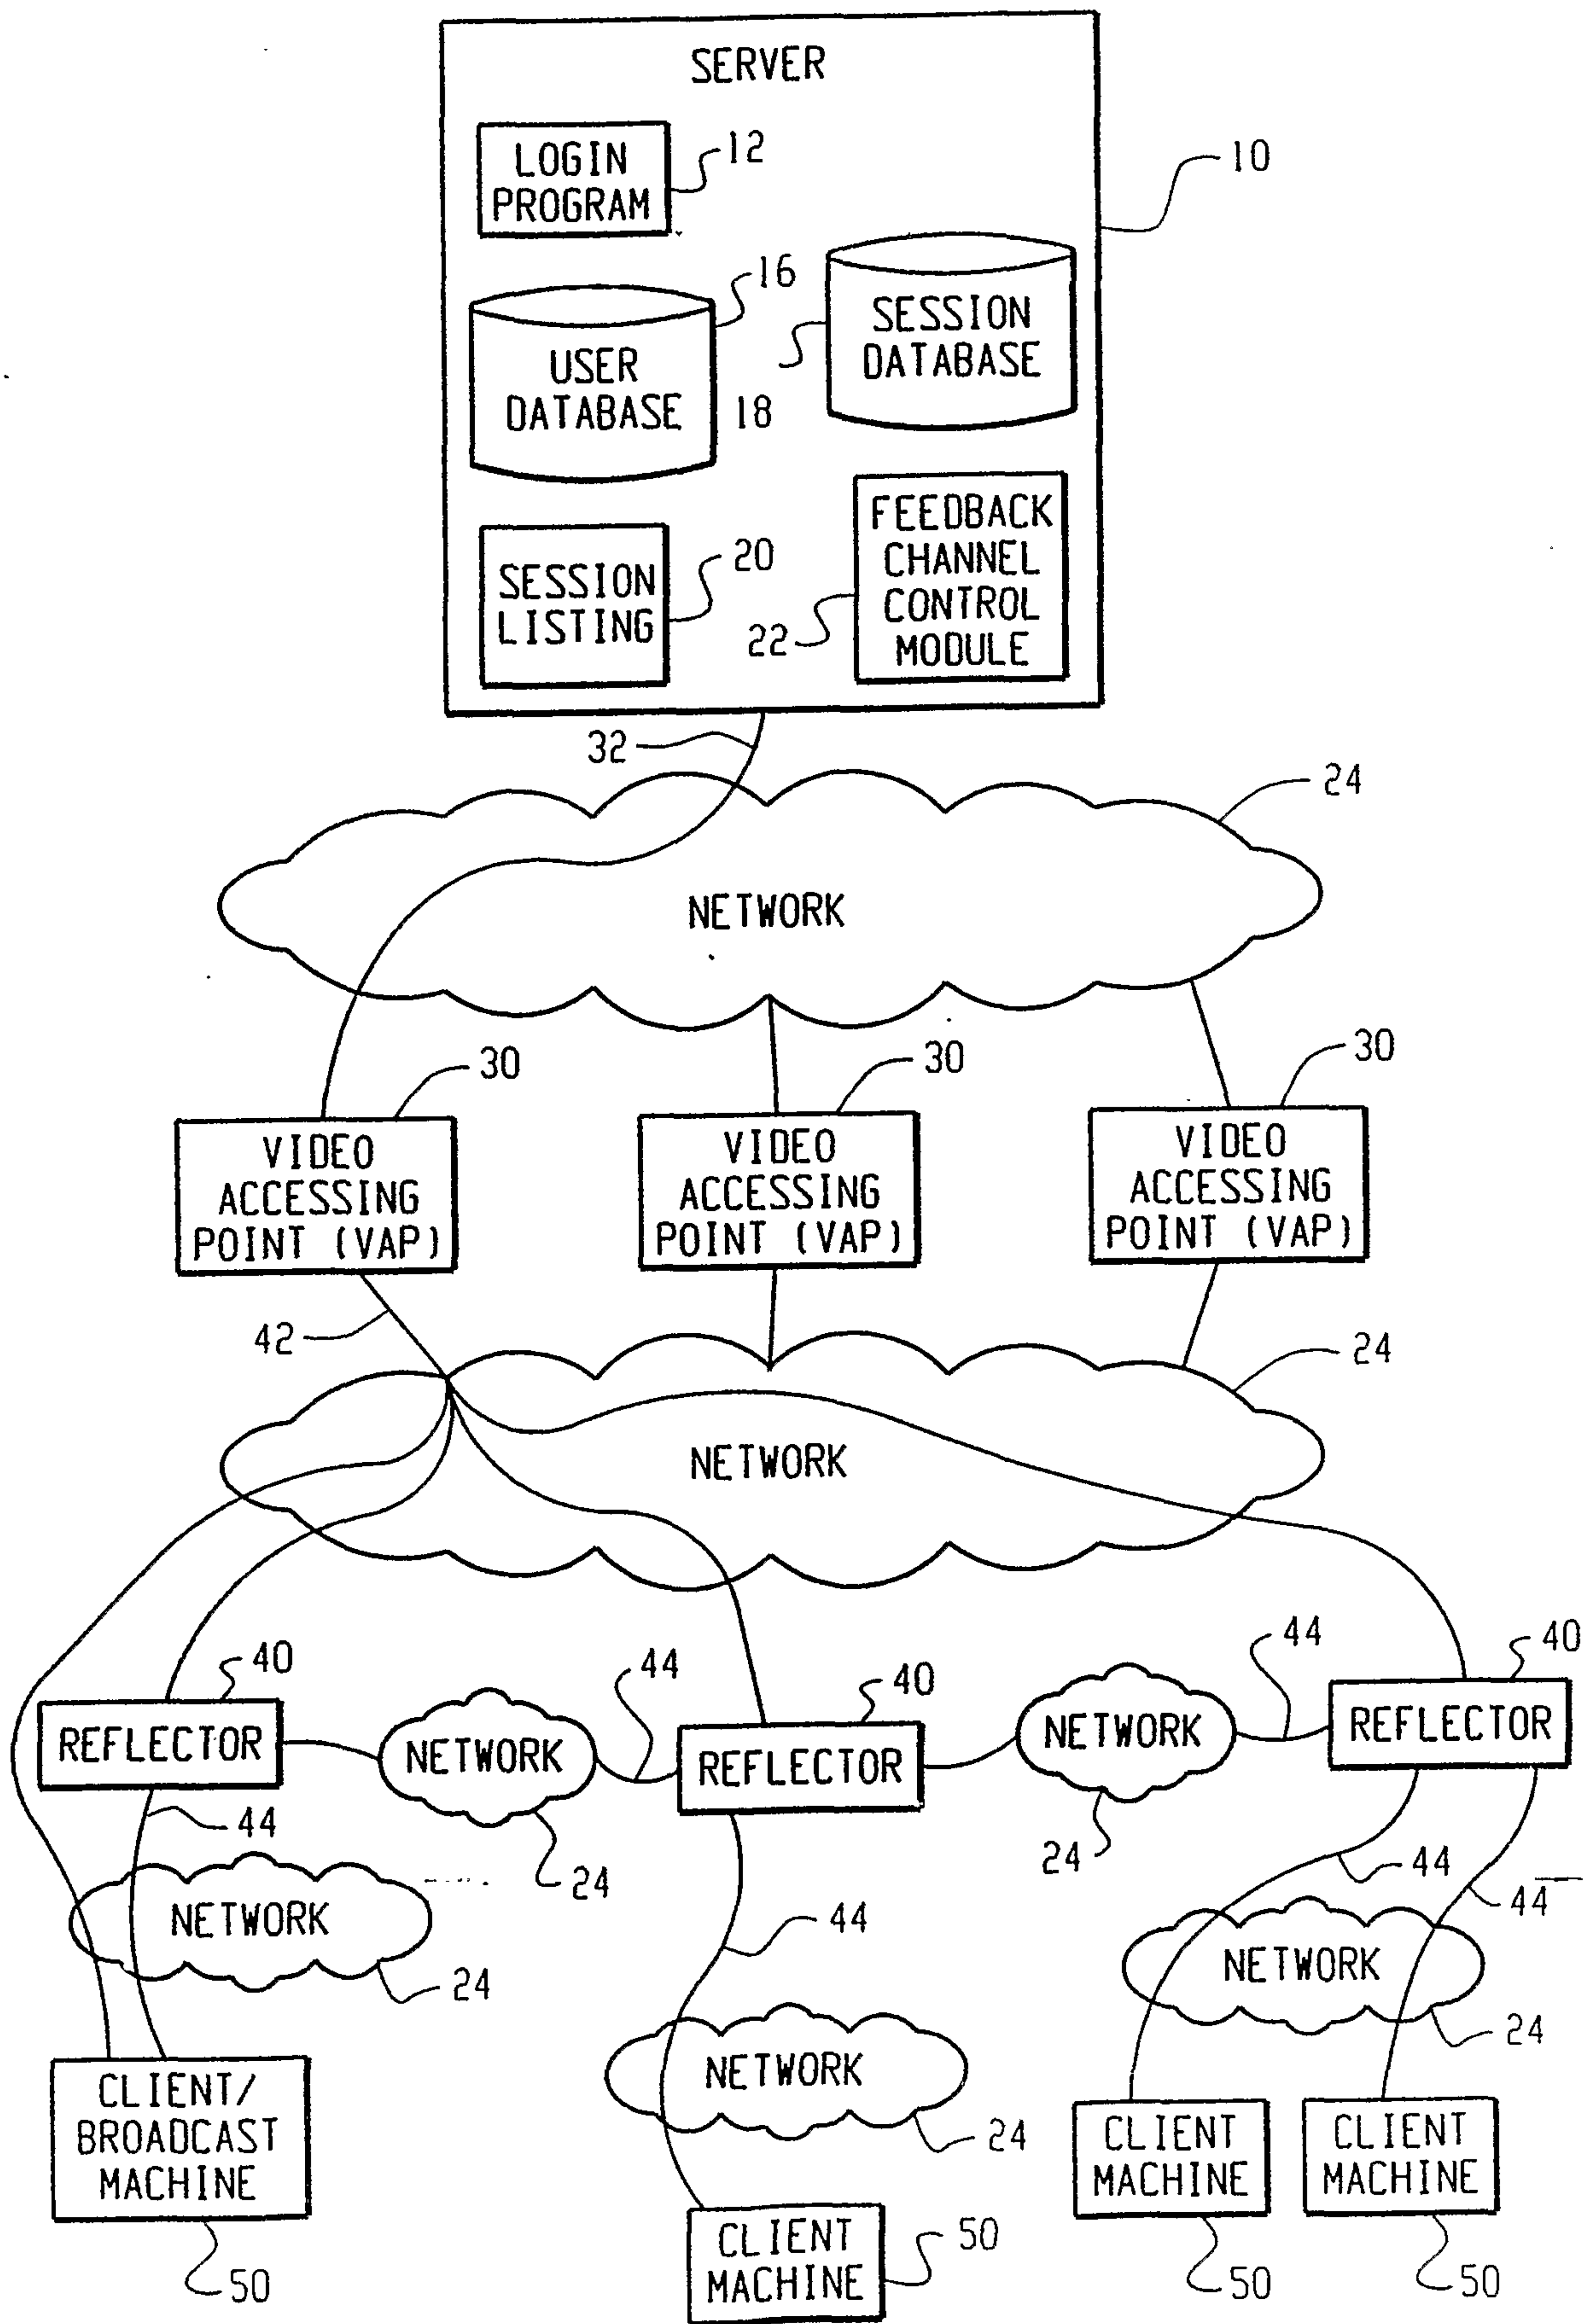 SERVER
LOGIN
PROGRAM
12
10
16
USER
DATABASE
18
SESSION
DATABASE
SESSION
LISTING
20
FEEDBACK
CHANNEL
CONTROL
MODULE
22
32
24
NETWORK
30
30
30
VIDEO
ACCESSING
POINT (VAP)
VIDEO
ACCESSING
POINT (VAP)
VIDEO
ACCESSING
POINT (VAP)
42
24
NETWORK
40
REFLECTOR
44
NETWORK
24
40
REFLECTOR
44
NETWORK
24
40
REFLECTOR
44
NETWORK
24
44
NETWORK
24
44
44
NETWORK
24
CLIENT/
BROADCAST
MACHINE
50
CLIENT
MACHINE
50
CLIENT
MACHINE
50
CLIENT
MACHINE
50